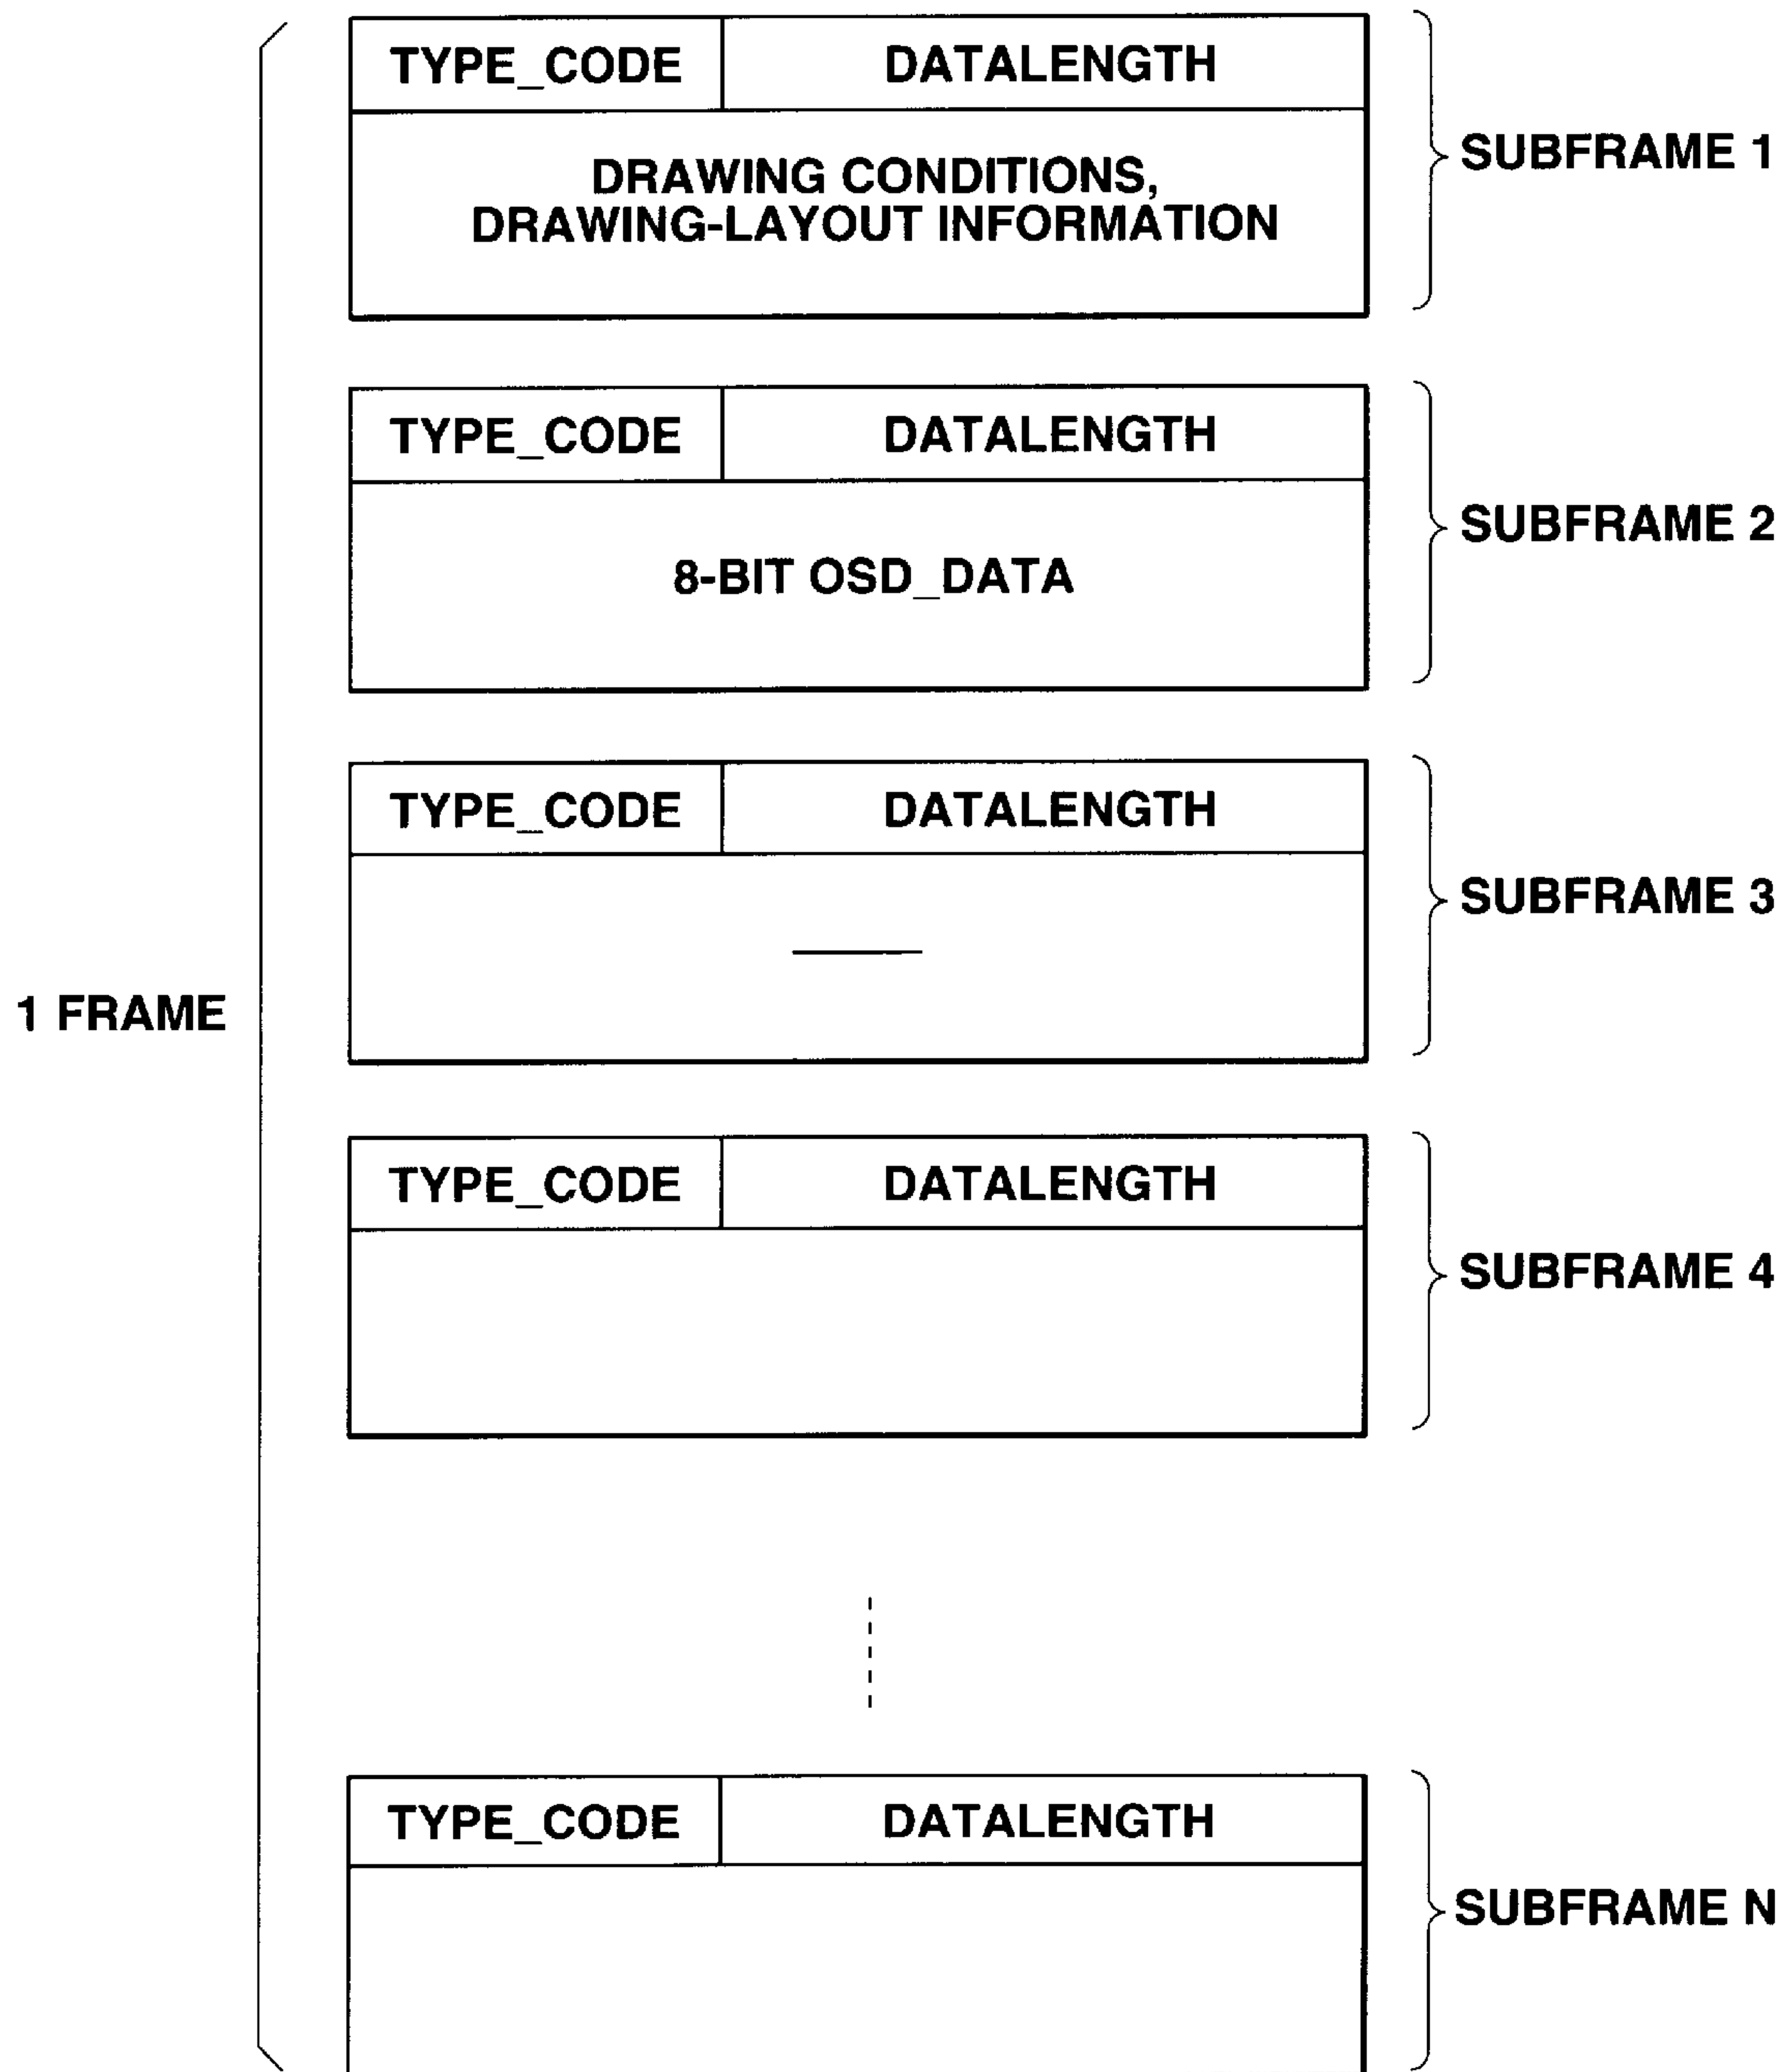 TYPE_CODE DATALENGTH
DRAWING CONDITIONS,
DRAWING-LAYOUT INFORMATION
SUBFRAME 1
TYPE_CODE DATALENGTH
8-BIT OSD_DATA
SUBFRAME 2
TYPE_CODE DATALENGTH
SUBFRAME 3
1 FRAME
TYPE_CODE DATALENGTH
SUBFRAME 4
TYPE_CODE DATALENGTH
SUBFRAME N